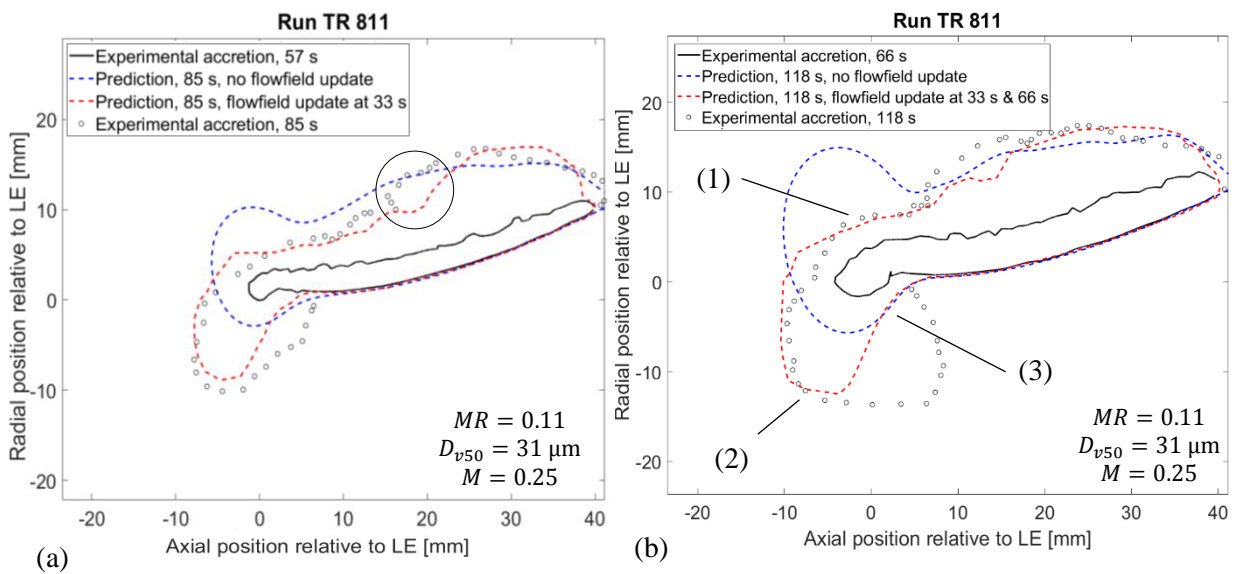 Run TR 811
Experimental accretion, 57 s
Prediction, 85 s, no flowfield update
Prediction, 85 s, flowfield update at 33 s
Experimental accretion, 85 s
Radial position relative to LE [mm]
20
10
0
-10
-20
MR = 0.11
D_{v50} = 31 µm
M = 0.25
-20 -10 0 10 20 30 40
Axial position relative to LE [mm]
(a)
Run TR 811
Experimental accretion, 66 s
Prediction, 118 s, no flowfield update
Prediction, 118 s, flowfield update at 33 s & 66 s
Experimental accretion, 118 s
Radial position relative to LE [mm]
20
10
0
-10
-20
(1)
(2)
(3)
MR = 0.11
D_{v50} = 31 µm
M = 0.25
-20 -10 0 10 20 30 40
Axial position relative to LE [mm]
(b)